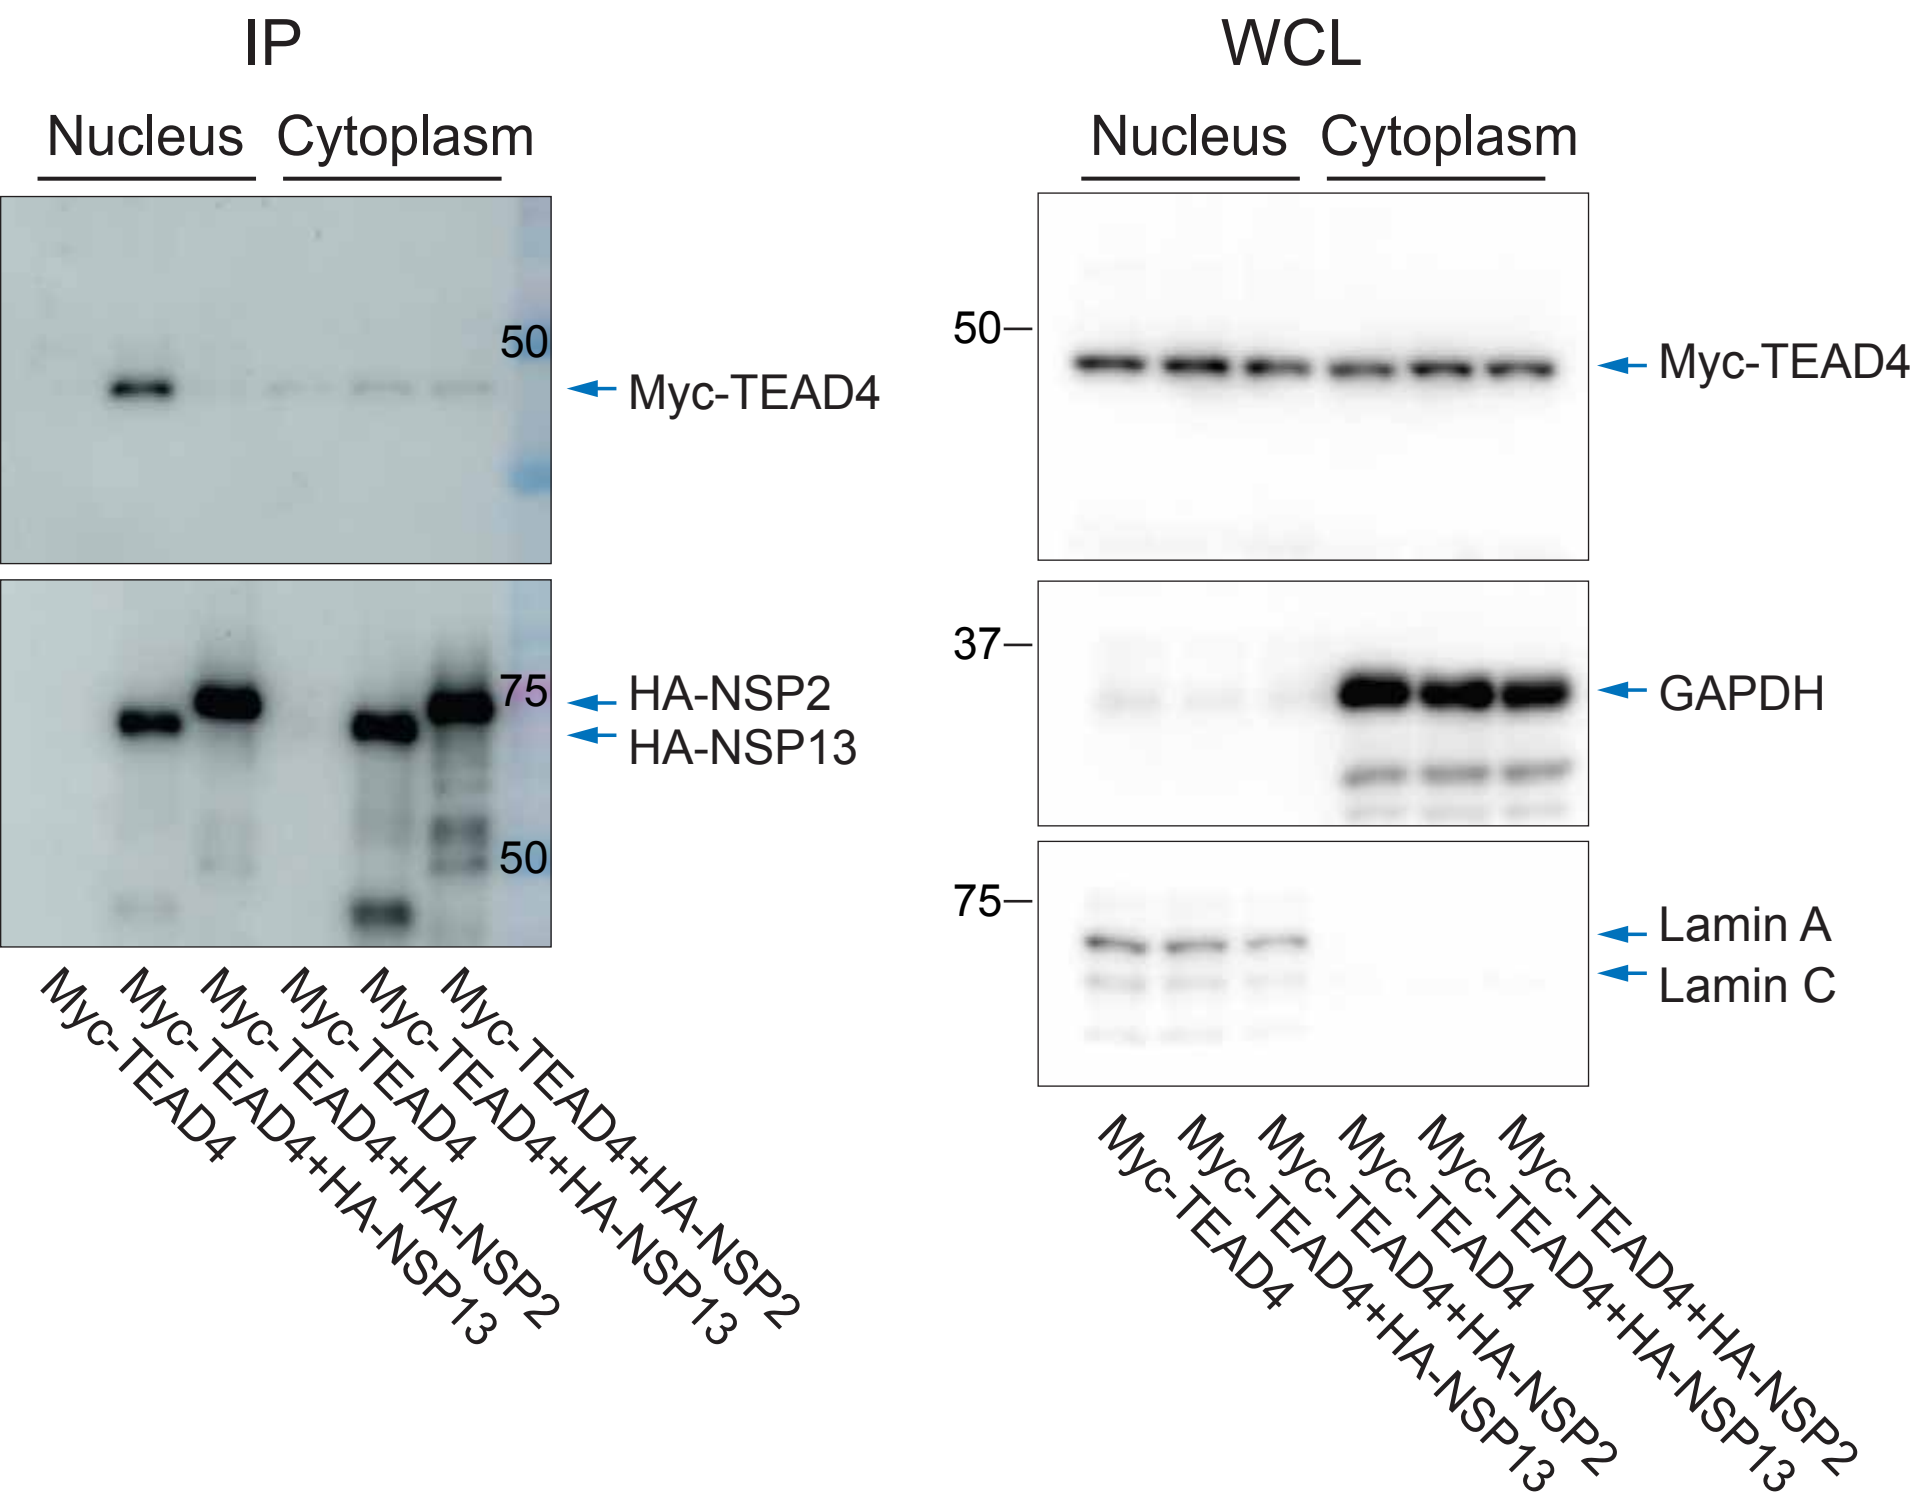 IP
Nucleus Cytoplasm
50
Myc-TEAD4
75
HA-NSP2
HA-NSP13
50
Myc-TEAD4
Myc-TEAD4+HA-NSP13
Myc-TEAD4+HA-NSP2
Myc-TEAD4
Myc-TEAD4+HA-NSP13
Myc-TEAD4+HA-NSP2
WCL
Nucleus Cytoplasm
50
Myc-TEAD4
37
GAPDH
75
Lamin A
Lamin C
Myc-TEAD4
Myc-TEAD4+HA-NSP13
Myc-TEAD4+HA-NSP2
Myc-TEAD4
Myc-TEAD4+HA-NSP13
Myc-TEAD4+HA-NSP2